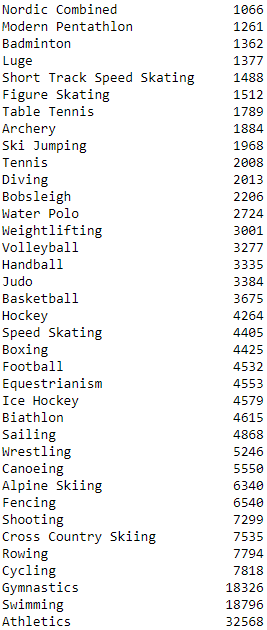 Nordic Combined 1066
Modern Pentathlon 1261
Badminton 1362
Luge 1377
Short Track Speed Skating 1488
Figure Skating 1512
Table Tennis 1789
Archery 1884
Ski Jumping 1968
Tennis 2008
Diving 2013
Bobsleigh 2206
Water Polo 2724
Weightlifting 3001
Volleyball 3277
Handball 3335
Judo 3384
Basketball 3675
Hockey 4264
Speed Skating 4405
Boxing 4425
Football 4532
Equestrianism 4553
Ice Hockey 4579
Biathlon 4615
Sailing 4868
Wrestling 5246
Canoeing 5550
Alpine Skiing 6340
Fencing 6540
Shooting 7299
Cross Country Skiing 7535
Rowing 7794
Cycling 7818
Gymnastics 18326
Swimming 18796
Athletics 32568